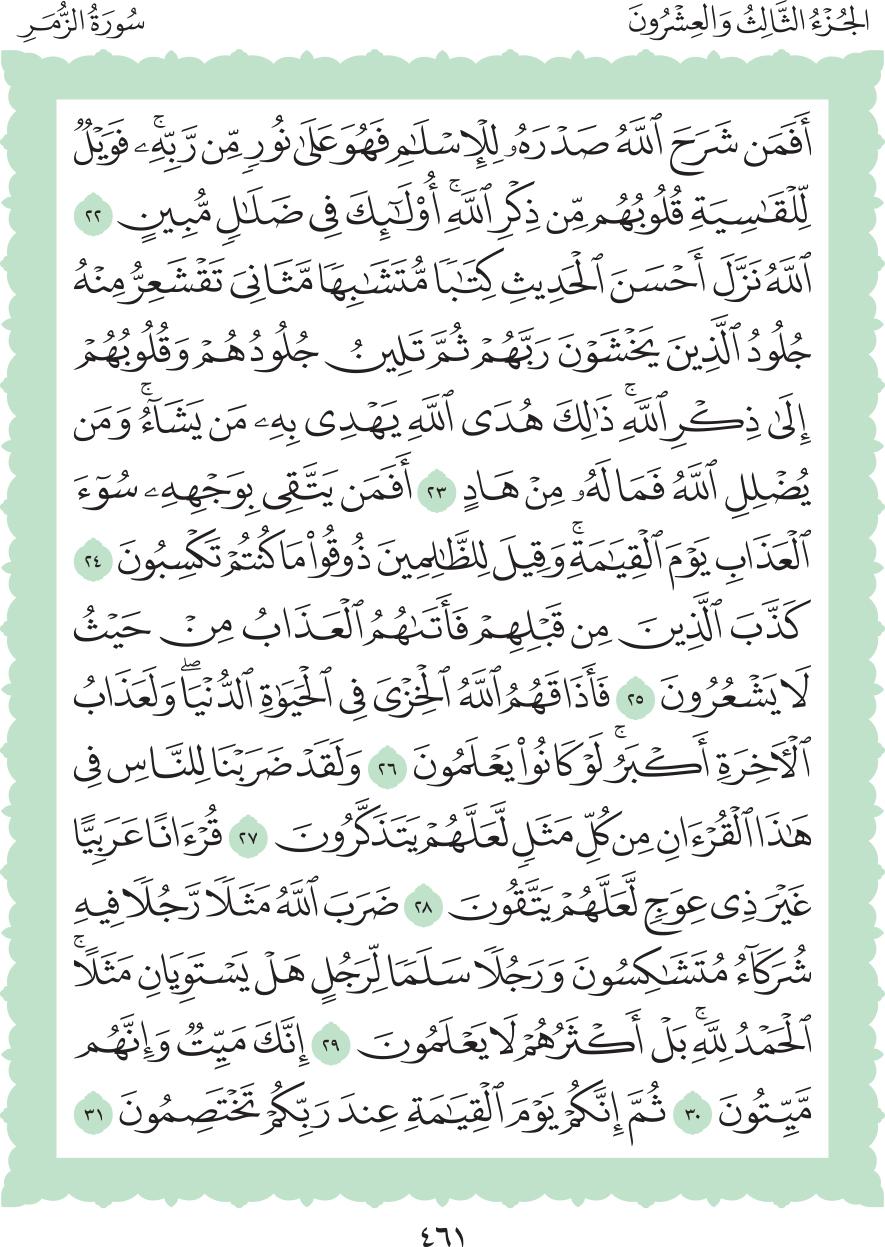 الجُزْءُ الثَّالِثُ وَالعِشْرُونَ
سُورَةُ الزُّمَرِ
أَفَمَن شَرَحَ ٱللَّهُ صَدْرَهُۥ لِلْإِسْلَٰمِ فَهُوَ عَلَىٰ نُورٍ مِّن رَّبِّهِۦۚ فَوَيْلٌ
لِّلْقَٰسِيَةِ قُلُوبُهُم مِّن ذِكْرِ ٱللَّهِۚ أُو۟لَٰٓئِكَ فِى ضَلَٰلٍ مُّبِينٍ ٢٢
ٱللَّهُ نَزَّلَ أَحْسَنَ ٱلْحَدِيثِ كِتَٰبًا مُّتَشَٰبِهًا مَّثَانِىَ تَقْشَعِرُّ مِنْهُ
جُلُودُ ٱلَّذِينَ يَخْشَوْنَ رَبَّهُمْ ثُمَّ تَلِينُ جُلُودُهُمْ وَقُلُوبُهُمْ
إِلَىٰ ذِكْرِ ٱللَّهِۚ ذَٰلِكَ هُدَى ٱللَّهِ يَهْدِى بِهِۦ مَن يَشَآءُۚ وَمَن
يُضْلِلِ ٱللَّهُ فَمَا لَهُۥ مِنْ هَادٍ ٢٣ أَفَمَن يَتَّقِى بِوَجْهِهِۦ سُوٓءَ
ٱلْعَذَابِ يَوْمَ ٱلْقِيَٰمَةِۚ وَقِيلَ لِلظَّٰلِمِينَ ذُوقُوا۟ مَا كُنتُمْ تَكْسِبُونَ ٢٤
كَذَّبَ ٱلَّذِينَ مِن قَبْلِهِمْ فَأَتَىٰهُمُ ٱلْعَذَابُ مِنْ حَيْثُ
لَا يَشْعُرُونَ ٢٥ فَأَذَاقَهُمُ ٱللَّهُ ٱلْخِزْىَ فِى ٱلْحَيَوٰةِ ٱلدُّنْيَاۖ وَلَعَذَابُ
ٱلْءَاخِرَةِ أَكْبَرُۚ لَوْ كَانُوا۟ يَعْلَمُونَ ٢٦ وَلَقَدْ ضَرَبْنَا لِلنَّاسِ فِى
هَٰذَا ٱلْقُرْءَانِ مِن كُلِّ مَثَلٍ لَّعَلَّهُمْ يَتَذَكَّرُونَ ٢٧ قُرْءَانًا عَرَبِيًّا
غَيْرَ ذِى عِوَجٍ لَّعَلَّهُمْ يَتَّقُونَ ٢٨ ضَرَبَ ٱللَّهُ مَثَلًا رَّجُلًا فِيهِ
شُرَكَآءُ مُتَشَٰكِسُونَ وَرَجُلًا سَلَمًا لِّرَجُلٍ هَلْ يَسْتَوِيَانِ مَثَلًاۚ
ٱلْحَمْدُ لِلَّهِۚ بَلْ أَكْثَرُهُمْ لَا يَعْلَمُونَ ٢٩ إِنَّكَ مَيِّتٌ وَإِنَّهُم
مَّيِّتُونَ ٣٠ ثُمَّ إِنَّكُمْ يَوْمَ ٱلْقِيَٰمَةِ عِندَ رَبِّكُمْ تَخْتَصِمُونَ ٣١
٤٦١